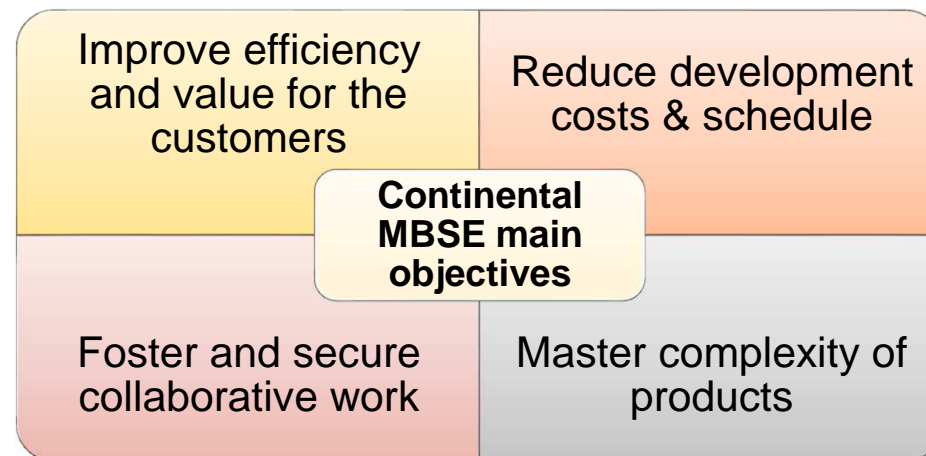 Improve efficiency
and value for the
customers
Reduce development
costs & schedule
Continental
MBSE main
objectives
Foster and secure
collaborative work
Master complexity of
products